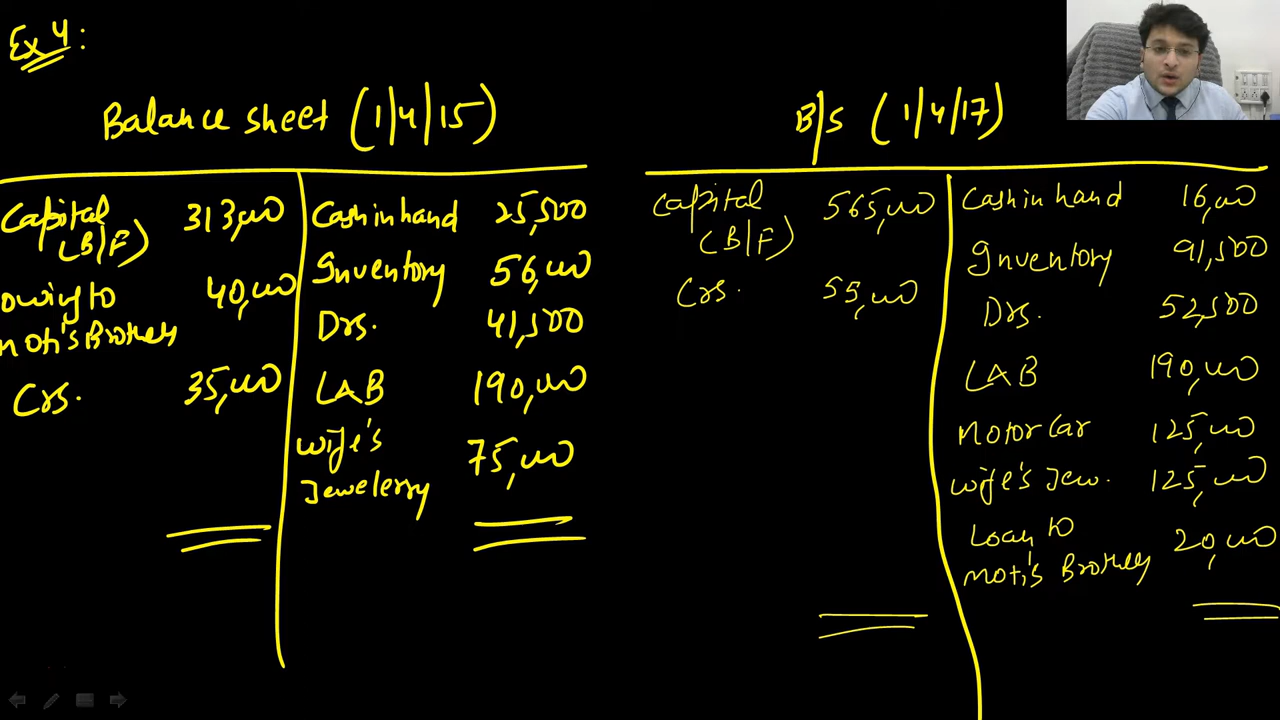 Ex 4:
Balance sheet (1/4/15)
Capital 313,000
(B/F)
owing to 40,000
Moti's Brother
Crs. 35,000
Cash in hand 25,500
Inventory 56,000
Drs. 41,500
LAB 190,000
Wife's
Jewelerry 75,000
B/S (1/4/17)
Capital 565,000
(B/F)
Crs. 55,000
Cash in hand 16,000
Inventory 91,500
Drs. 52,500
LAB 190,000
Motor Car 125,000
Wife's Jew. 125,000
Loan to
Moti's Brother 20,000